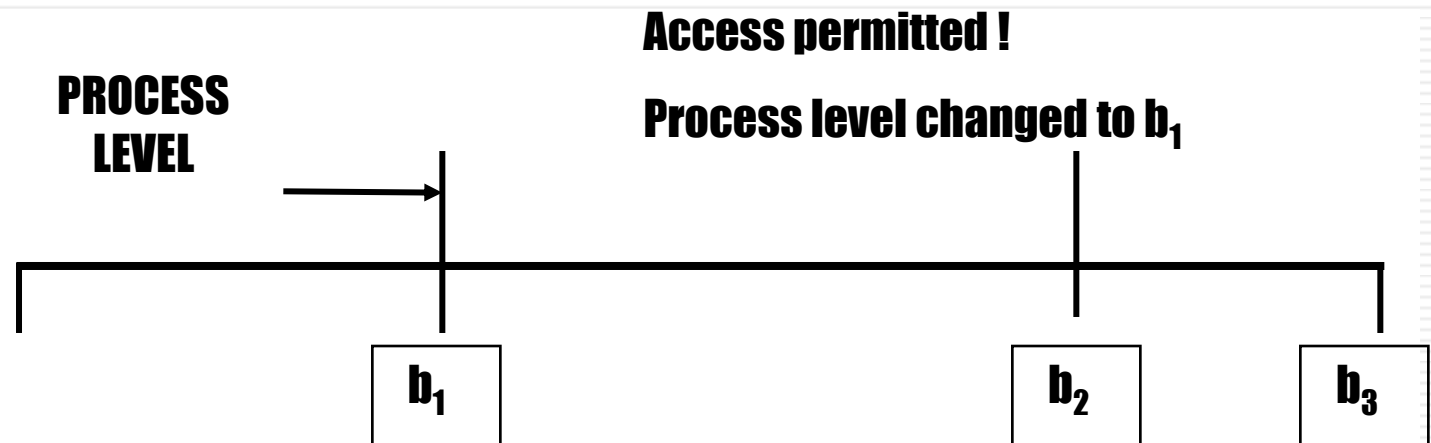 Access permitted !
PROCESS
LEVEL
Process level changed to b₁
b₁
b₂
b₃